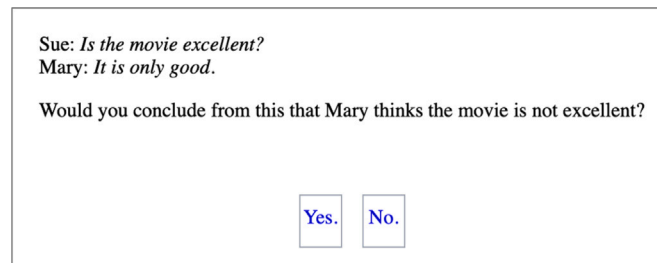 Sue: Is the movie excellent?
Mary: It is only good.
Would you conclude from this that Mary thinks the movie is not excellent?
Yes. No.